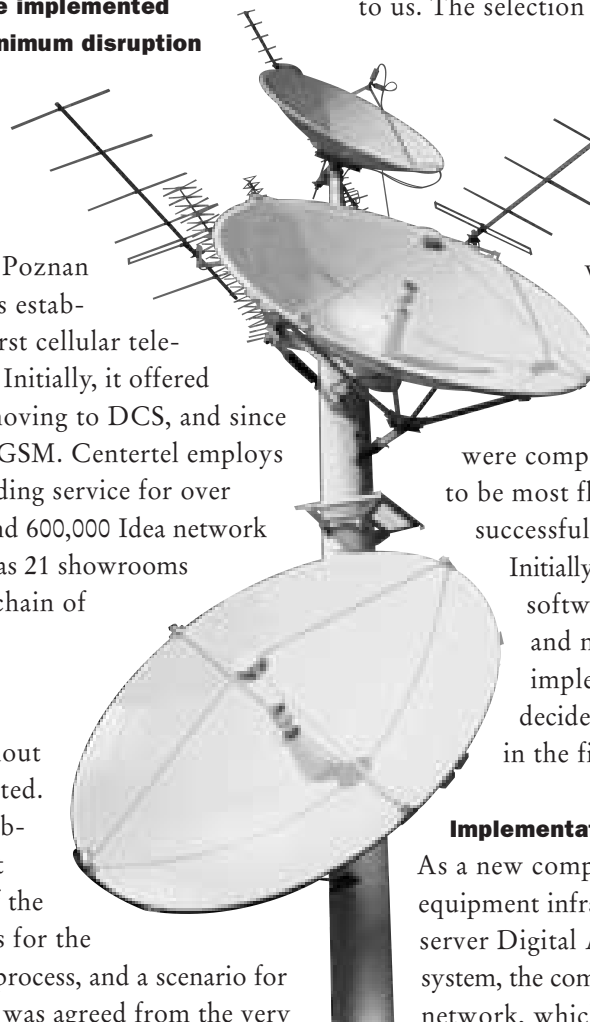 e implemented
nimum disruption
Poznan
s estab-
rst cellular tele-
Initially, it offered
noving to DCS, and since
GSM. Centertel employs
ding service for over
nd 600,000 Idea network
as 21 showrooms
chain of
out
ted.
b-
t
f the
s for the
process, and a scenario for
was agreed from the very
to us. The selection
were comp
to be most fl
successful
Initially
softw
and n
imple
decide
in the fi
Implementat
As a new comp
equipment infra
server Digital A
system, the com
network, which